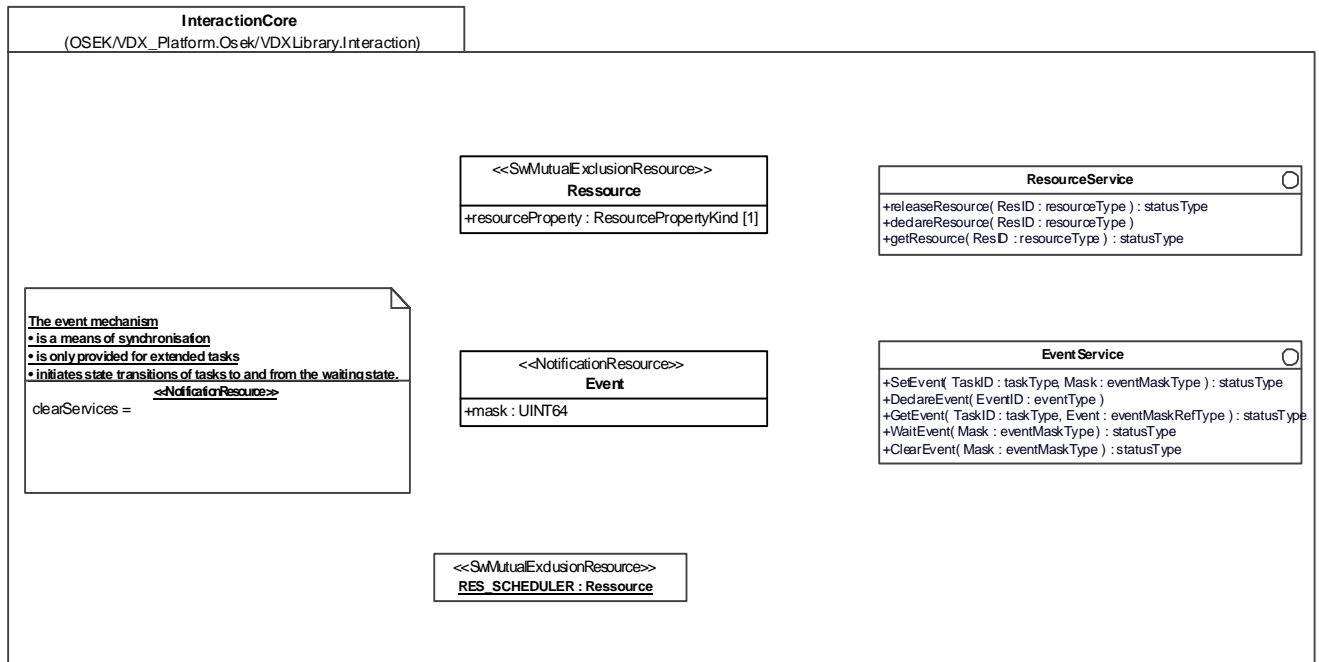 InteractionCore
(OSEK/VDX_Platform.Osek/VDXLibrary.Interaction)
<<SwMutualExclusionResource>>
Ressource
+resourceProperty : ResourcePropertyKind [1]
ResourceService
+releaseResource( ResID : resourceType ) : statusType
+declareResource( ResID : resourceType )
+getResource( ResID : resourceType ) : statusType
The event mechanism
• is a means of synchronisation
• is only provided for extended tasks
• initiates state transitions of tasks to and from the waiting state.
<<NotificationResource>>
clearServices =
<<NotificationResource>>
Event
+mask : UINT64
EventService
+SetEvent( TaskID : taskType, Mask : eventMaskType ) : statusType
+DeclareEvent( EventID : eventType )
+GetEvent( TaskID : taskType, Event : eventMaskRefType ) : statusType
+WaitEvent( Mask : eventMaskType ) : statusType
+ClearEvent( Mask : eventMaskType ) : statusType
<<SwMutualExclusionResource>>
RES_SCHEDULER : Ressource